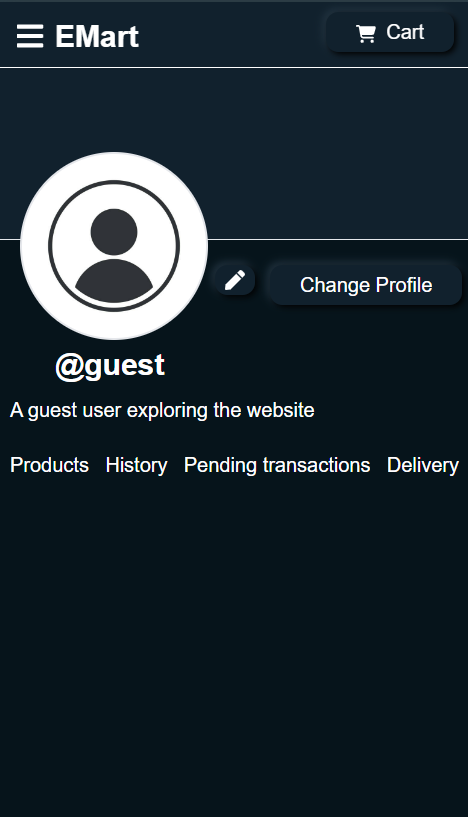 EMart Cart
Change Profile
@guest
A guest user exploring the website
Products History Pending transactions Delivery